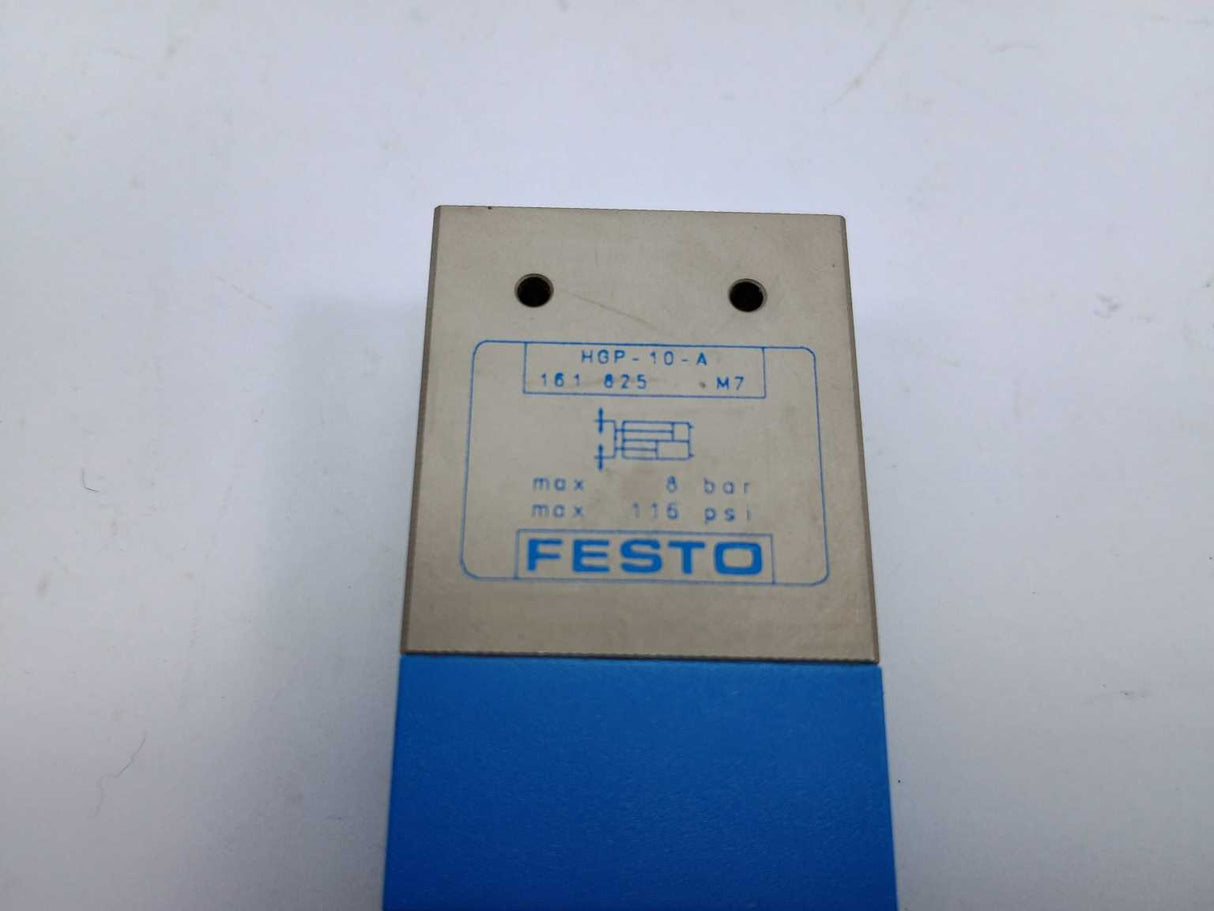 HGP-10-A
161 825 M7
max 8 bar
max 115 psi
FESTO